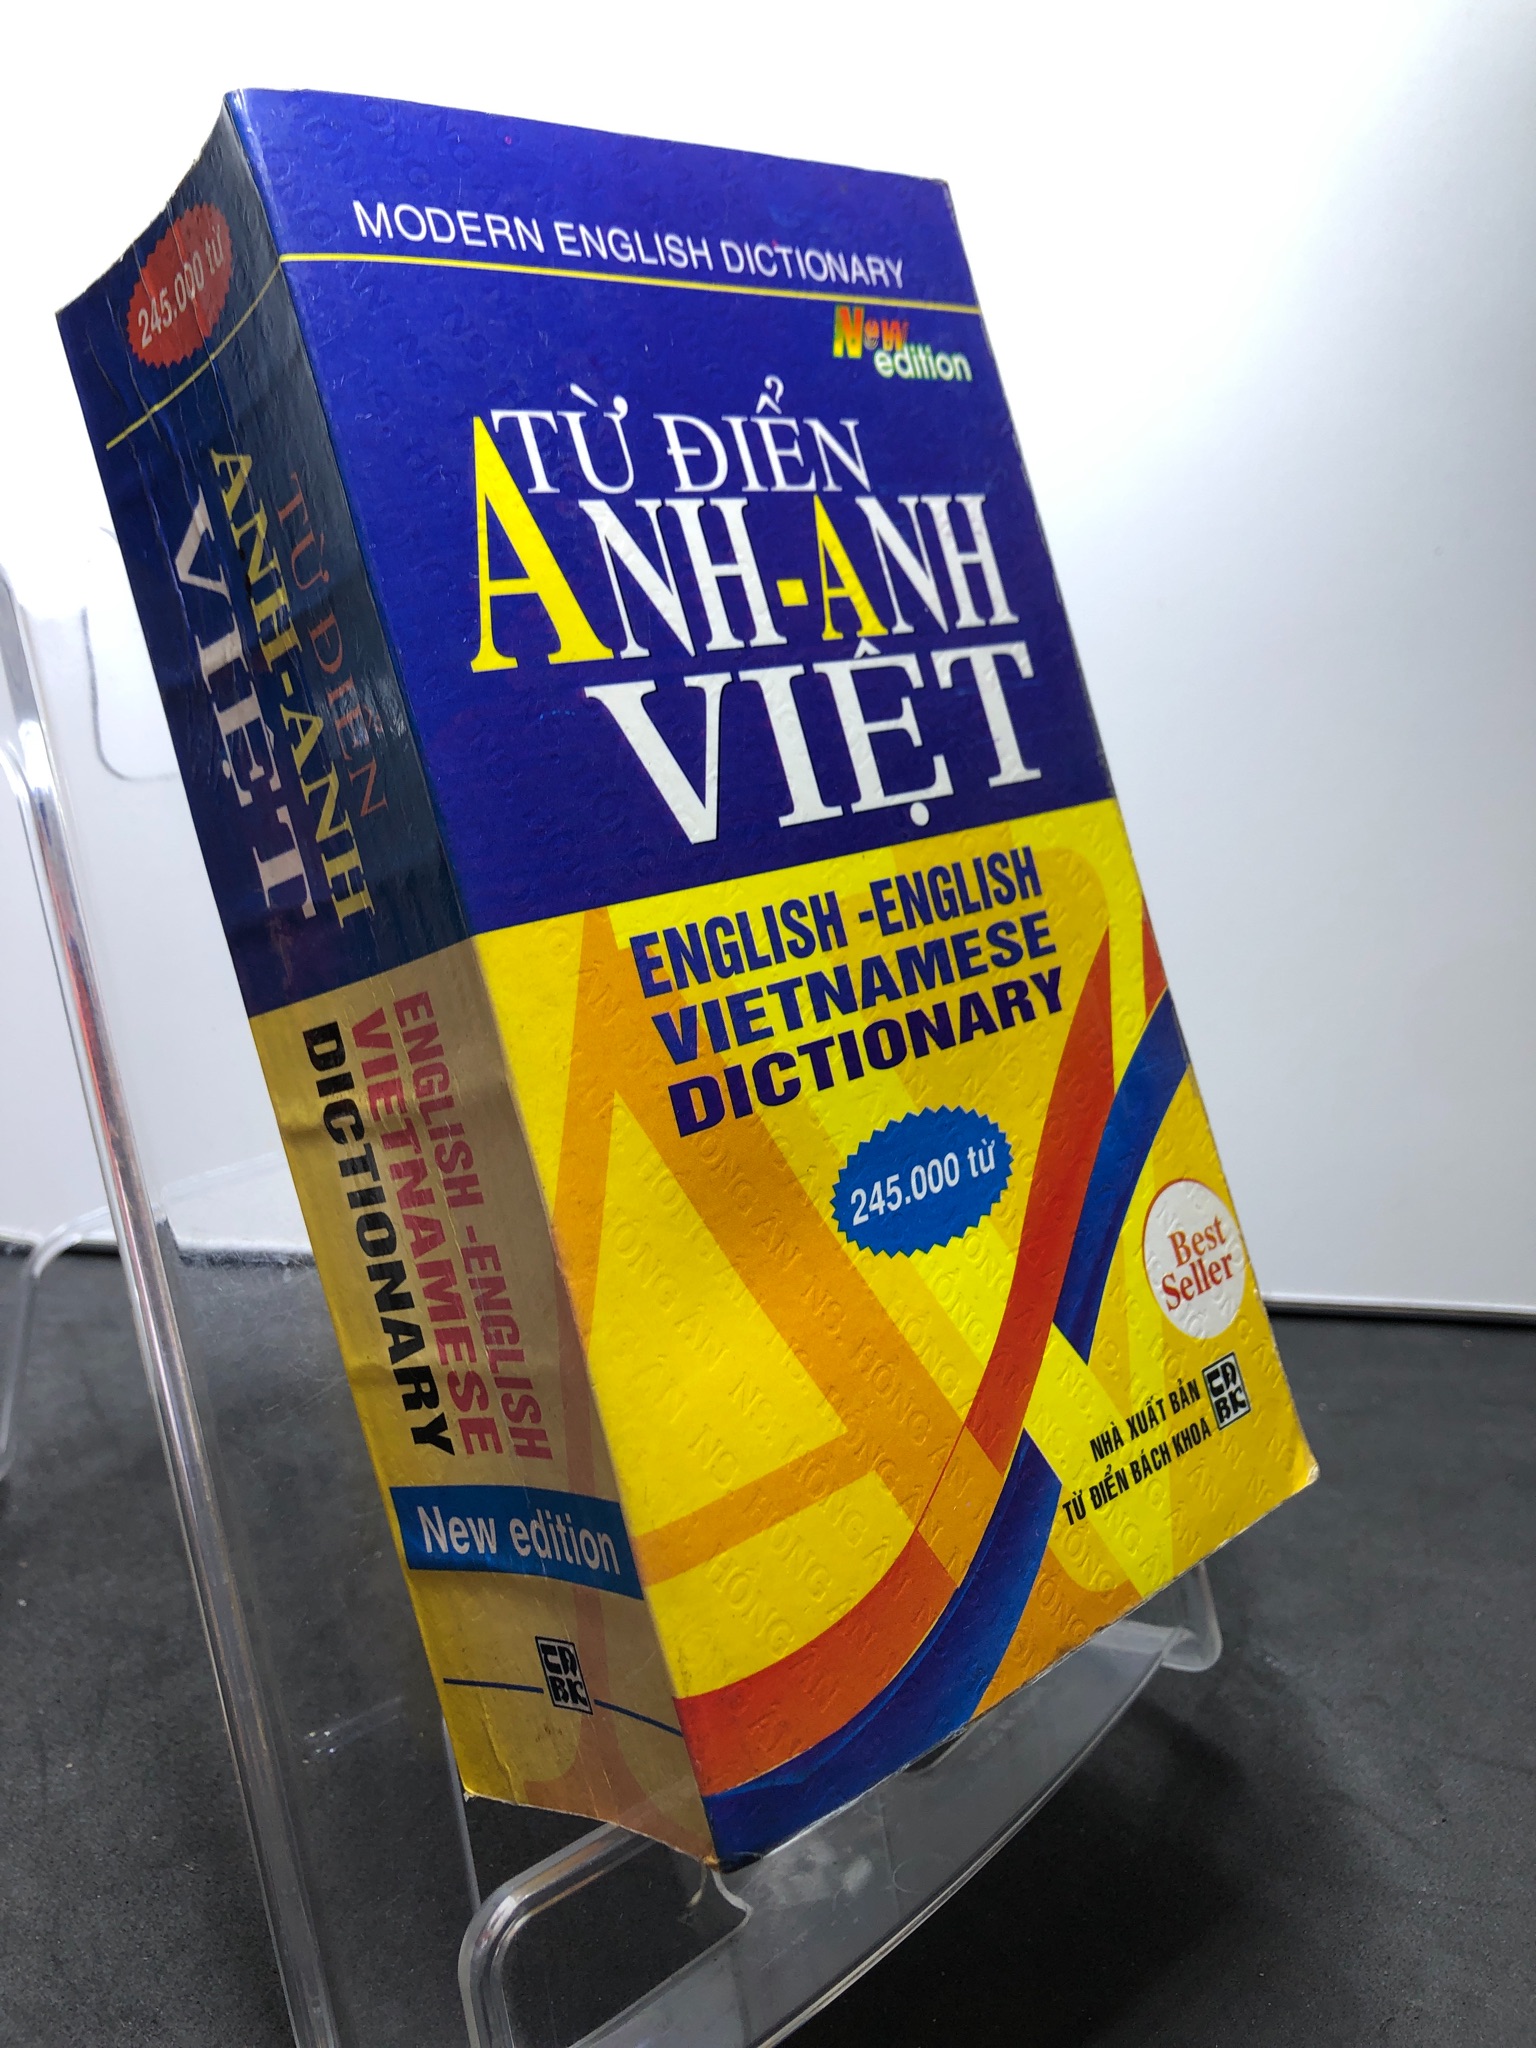 MODERN ENGLISH DICTIONARY
New
edition
TỪ ĐIỂN
ANH-ANH
VIỆT
ENGLISH -ENGLISH
VIETNAMESE
DICTIONARY
245.000 từ
Best
Seller
NHÀ XUẤT BẢN
TỪ ĐIỂN BÁCH KHOA
245.000 từ
TỪ ĐIỂN
ANH-ANH
VIỆT
ENGLISH -ENGLISH
VIETNAMESE
DICTIONARY
New edition